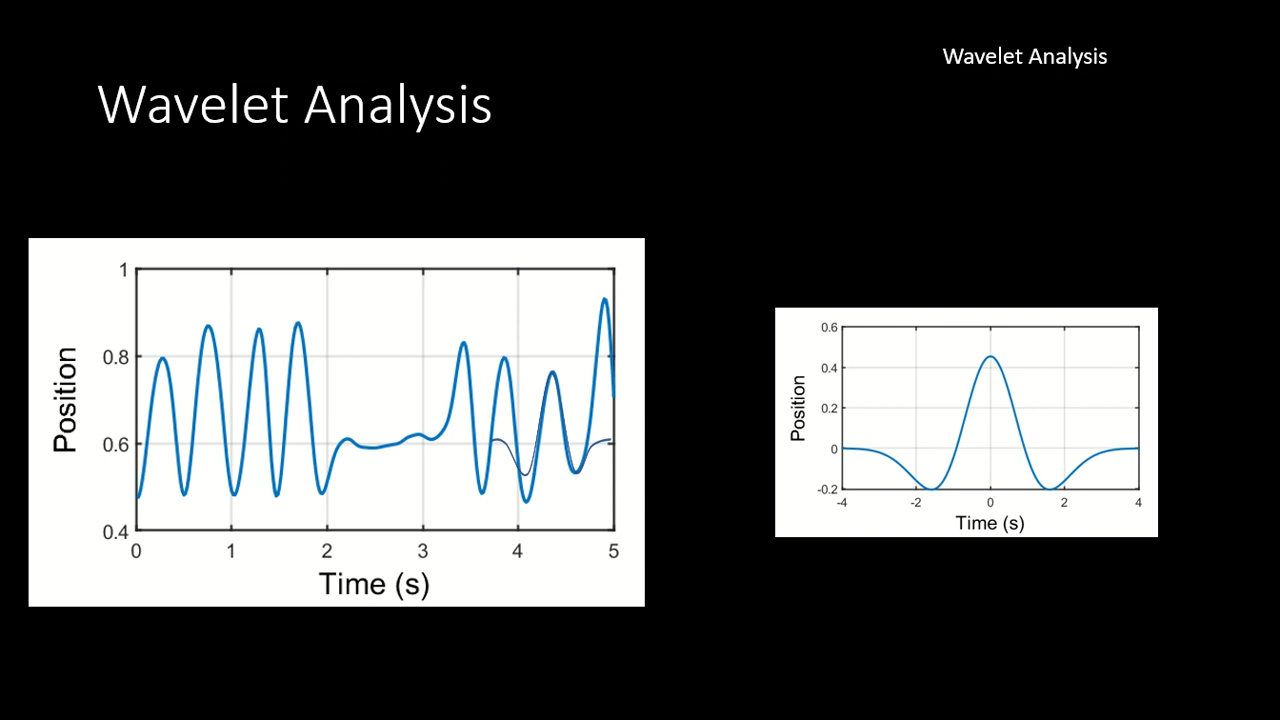 Wavelet Analysis
Wavelet Analysis
1
0.8
0.6
0.4
Position
0 1 2 3 4 5
Time (s)
0.6
0.4
0.2
0
-0.2
Position
-4 -2 0 2 4
Time (s)